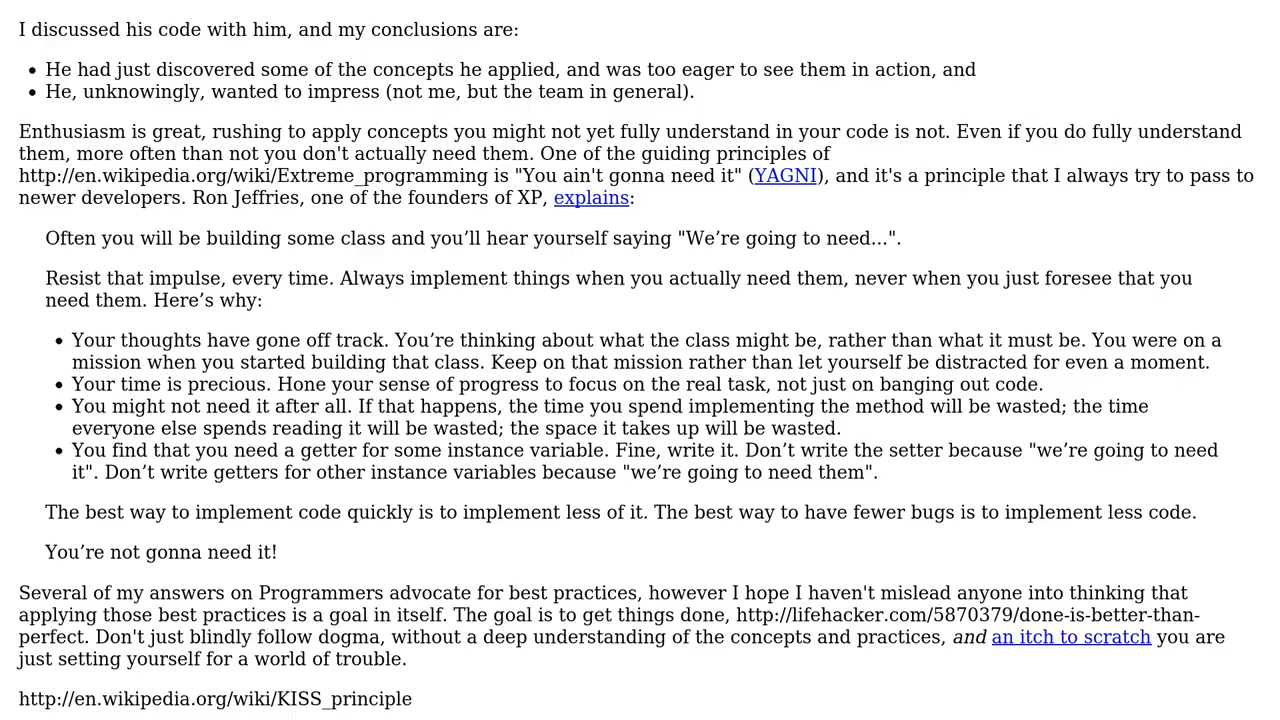 I discussed his code with him, and my conclusions are:
• He had just discovered some of the concepts he applied, and was too eager to see them in action, and
• He, unknowingly, wanted to impress (not me, but the team in general).
Enthusiasm is great, rushing to apply concepts you might not yet fully understand in your code is not. Even if you do fully understand
them, more often than not you don't actually need them. One of the guiding principles of
http://en.wikipedia.org/wiki/Extreme_programming is "You ain't gonna need it" (YAGNI), and it's a principle that I always try to pass to
newer developers. Ron Jeffries, one of the founders of XP, explains:
Often you will be building some class and you’ll hear yourself saying "We’re going to need...".
Resist that impulse, every time. Always implement things when you actually need them, never when you just foresee that you
need them. Here’s why:
• Your thoughts have gone off track. You’re thinking about what the class might be, rather than what it must be. You were on a
mission when you started building that class. Keep on that mission rather than let yourself be distracted for even a moment.
• Your time is precious. Hone your sense of progress to focus on the real task, not just on banging out code.
• You might not need it after all. If that happens, the time you spend implementing the method will be wasted; the time
everyone else spends reading it will be wasted; the space it takes up will be wasted.
• You find that you need a getter for some instance variable. Fine, write it. Don’t write the setter because "we’re going to need
it". Don’t write getters for other instance variables because "we’re going to need them".
The best way to implement code quickly is to implement less of it. The best way to have fewer bugs is to implement less code.
You’re not gonna need it!
Several of my answers on Programmers advocate for best practices, however I hope I haven't mislead anyone into thinking that
applying those best practices is a goal in itself. The goal is to get things done, http://lifehacker.com/5870379/done-is-better-than-
perfect. Don't just blindly follow dogma, without a deep understanding of the concepts and practices, and an itch to scratch you are
just setting yourself for a world of trouble.
http://en.wikipedia.org/wiki/KISS_principle